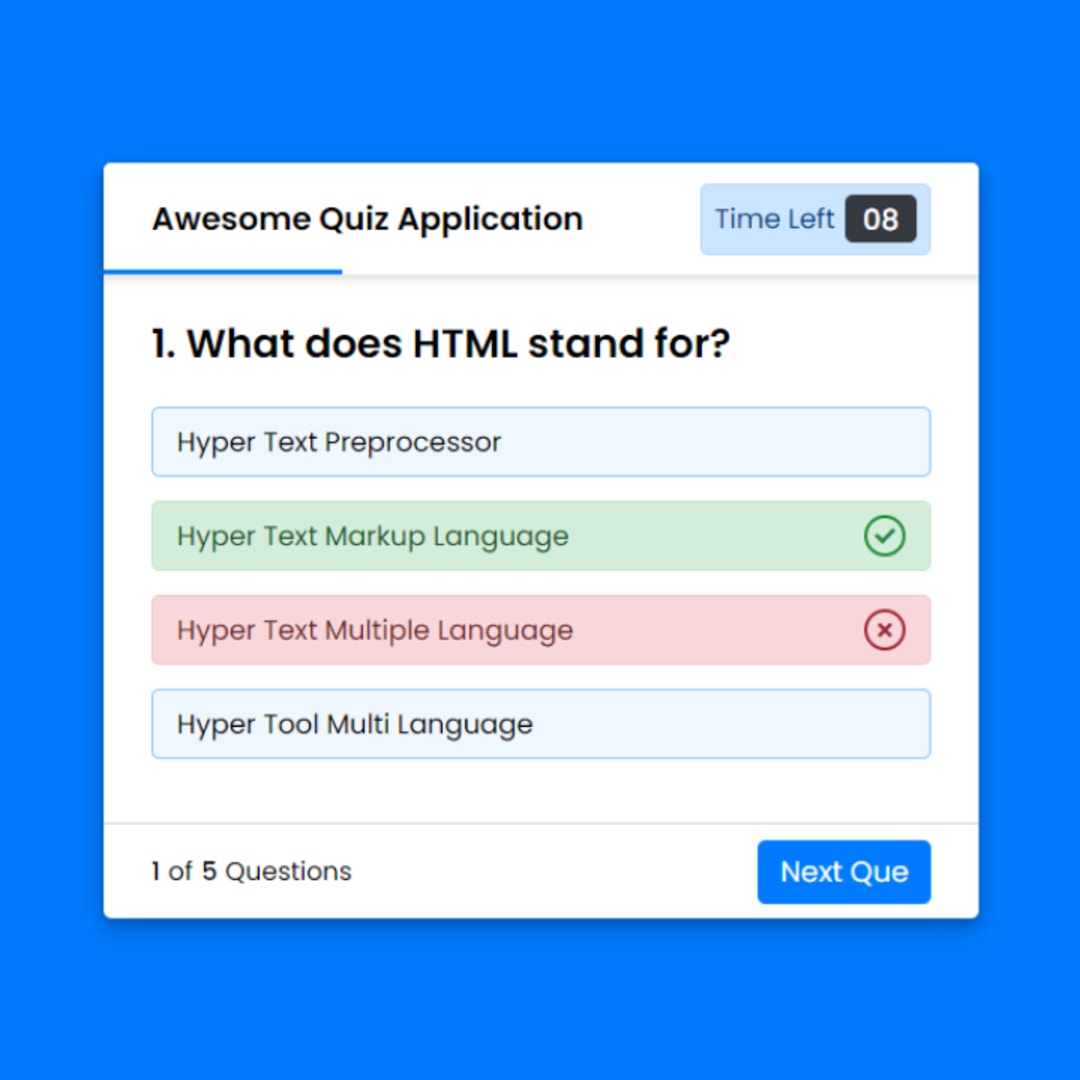 Awesome Quiz Application
Time Left 08
1. What does HTML stand for?
Hyper Text Preprocessor
Hyper Text Markup Language
Hyper Text Multiple Language
Hyper Tool Multi Language
1 of 5 Questions
Next Que